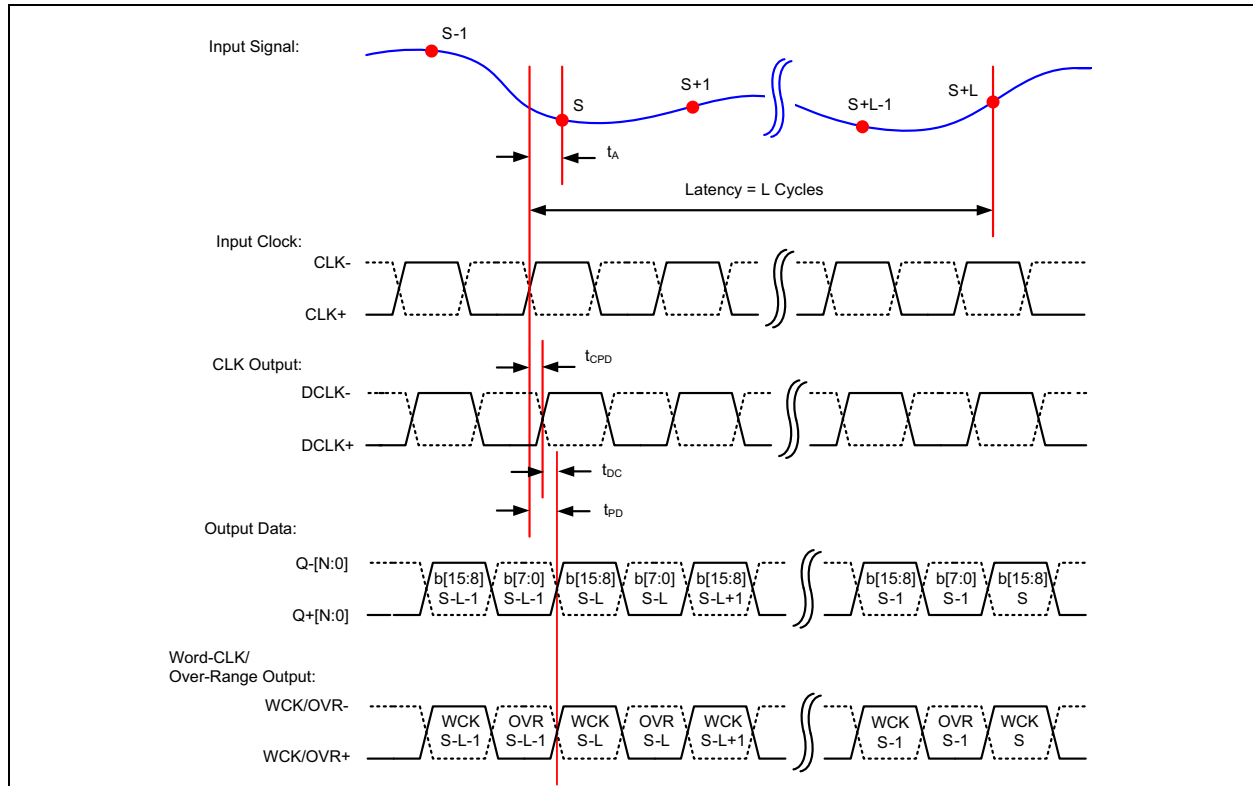 Input Signal:
S-1
S
S+1
S+L-1
S+L
tA
Latency = L Cycles
Input Clock:
CLK-
CLK+
CLK Output:
tCPD
DCLK-
DCLK+
tDC
tPD
Output Data:
Q-[N:0]
Q+[N:0]
b[15:8] b[7:0] b[15:8] b[7:0] b[15:8] b[15:8] b[7:0] b[15:8]
S-L-1 S-L-1 S-L S-L S-L+1 S-1 S-1 S
Word-CLK/
Over-Range Output:
WCK/OVR-
WCK/OVR+
WCK OVR WCK OVR WCK WCK OVR WCK
S-L-1 S-L-1 S-L S-L S-L+1 S-1 S-1 S